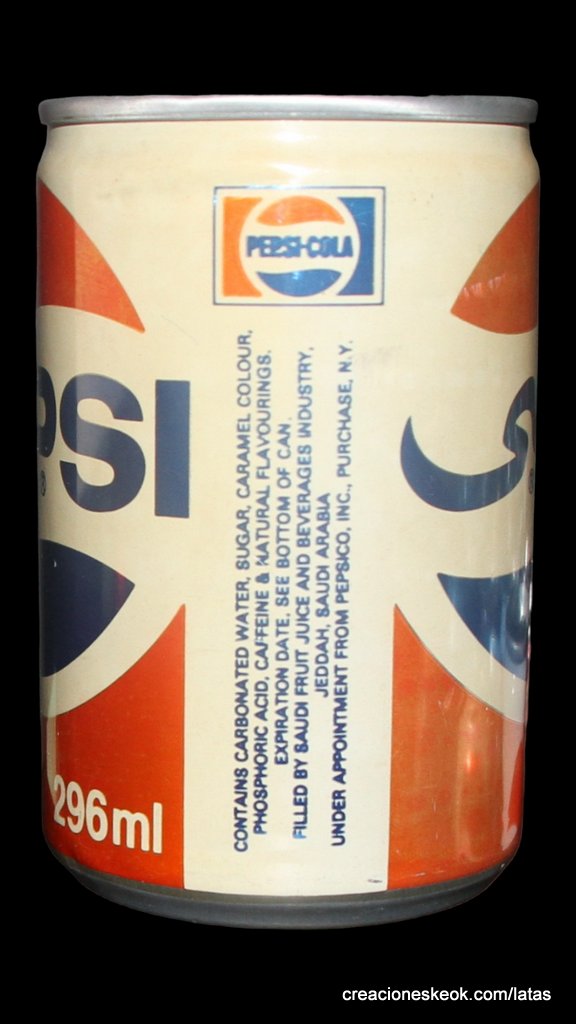 PEPSI-COLA
PSI
®
CONTAINS CARBONATED WATER, SUGAR, CARAMEL COLOUR,
PHOSPHORIC ACID, CAFFEINE & NATURAL FLAVOURINGS.
EXPIRATION DATE, SEE BOTTOM OF CAN.
FILLED BY SAUDI FRUIT JUICE AND BEVERAGES INDUSTRY,
JEDDAH, SAUDI ARABIA
UNDER APPOINTMENT FROM PEPSICO, INC., PURCHASE, N.Y.
296 ml
creacioneskeok.com/latas